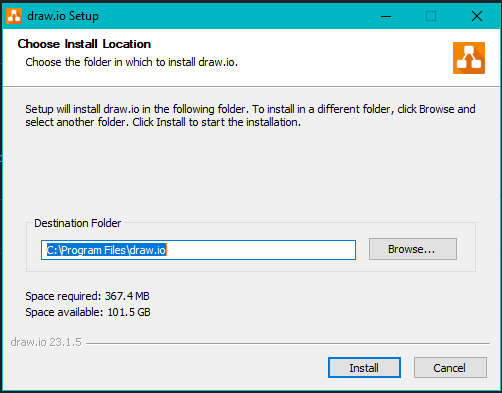 draw.io Setup
Choose Install Location
Choose the folder in which to install draw.io.
Setup will install draw.io in the following folder. To install in a different folder, click Browse and
select another folder. Click Install to start the installation.
Destination Folder
C:\Program Files\draw.io
Browse...
Space required: 367.4 MB
Space available: 101.5 GB
draw.io 23.1.5
Install
Cancel